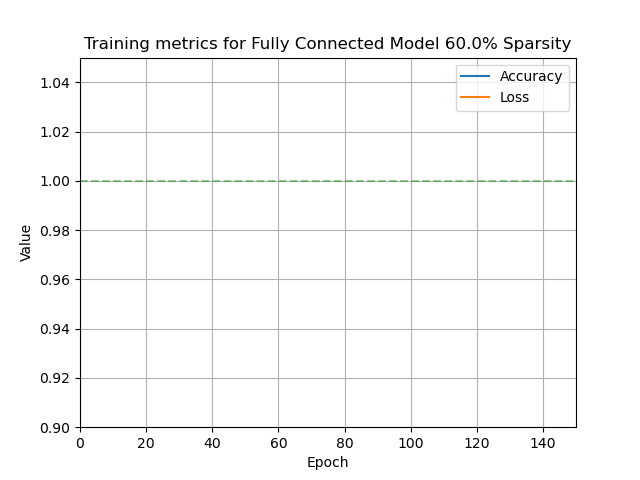 Training metrics for Fully Connected Model 60.0% Sparsity
Accuracy
Loss
1.04
1.02
1.00
0.98
0.96
0.94
0.92
0.90
Value
0 20 40 60 80 100 120 140
Epoch